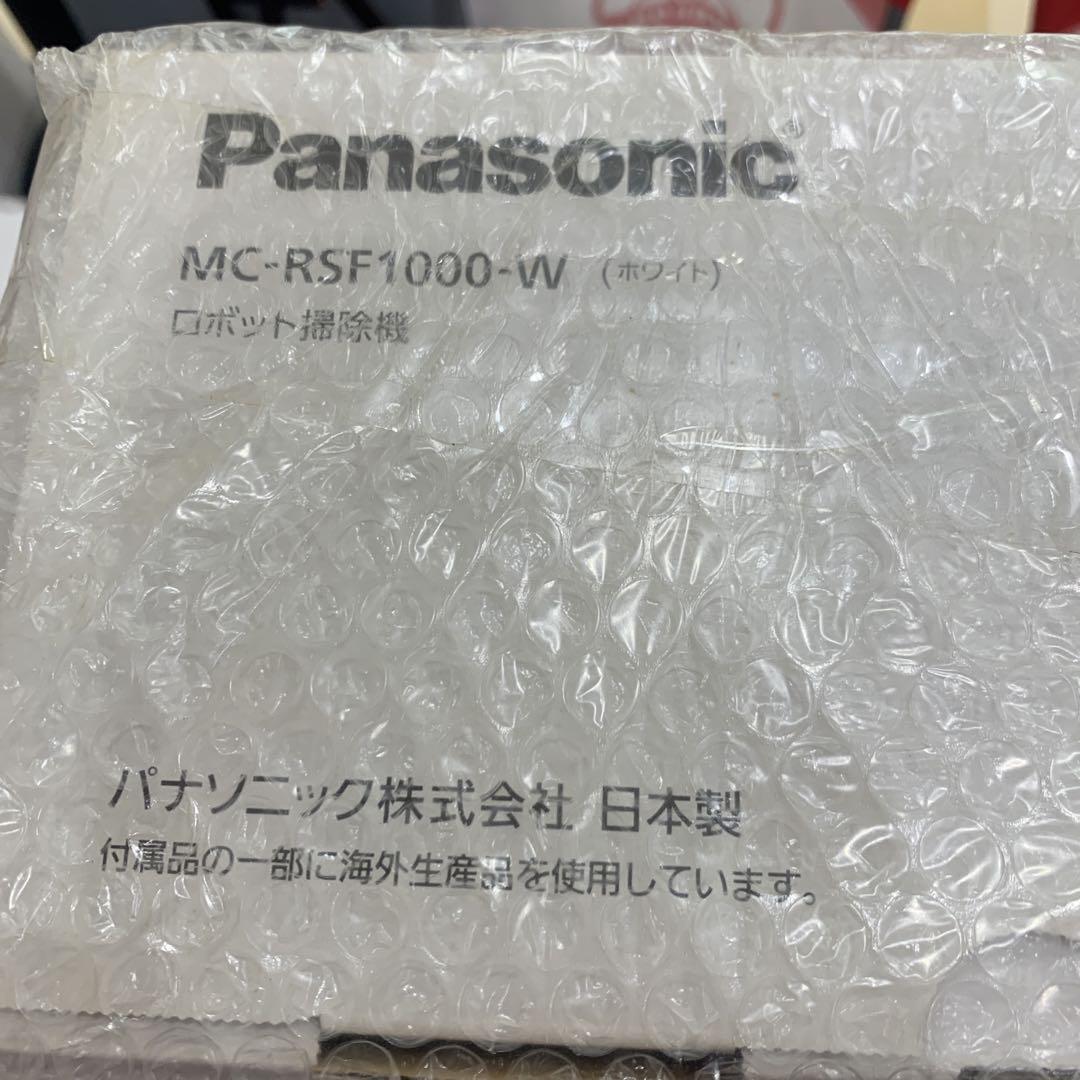 Panasonic
MC-RSF1000-W (ホワイト)
ロボット掃除機
パナソニック株式会社 日本製
付属品の一部に海外生産品を使用しています。